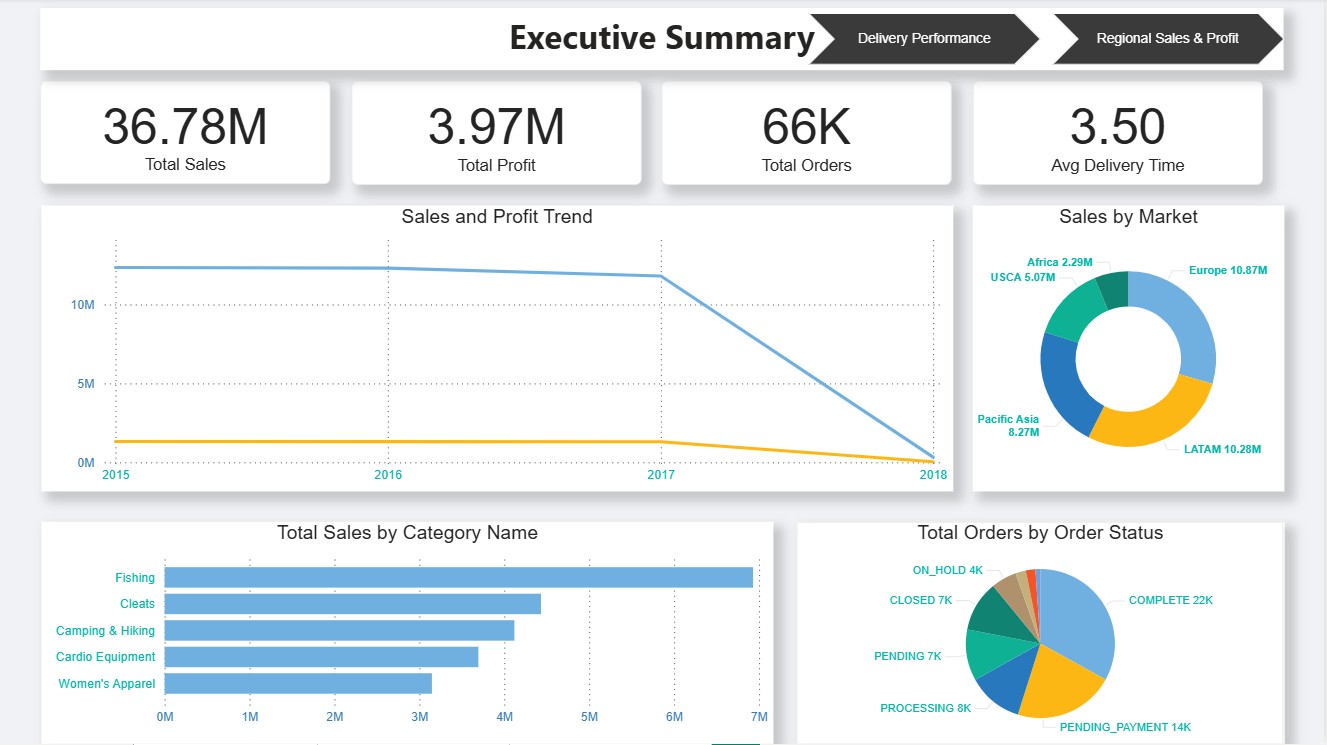 Executive Summary
Delivery Performance
Regional Sales & Profit
36.78M
Total Sales
3.97M
Total Profit
66K
Total Orders
3.50
Avg Delivery Time
Sales and Profit Trend
10M
5M
0M
2015
2016
2017
2018
Sales by Market
Africa 2.29M
USCA 5.07M
Europe 10.87M
Pacific Asia
8.27M
LATAM 10.28M
Total Sales by Category Name
Fishing
Cleats
Camping & Hiking
Cardio Equipment
Women's Apparel
0M
1M
2M
3M
4M
5M
6M
7M
Total Orders by Order Status
ON_HOLD 4K
CLOSED 7K
COMPLETE 22K
PENDING 7K
PROCESSING 8K
PENDING_PAYMENT 14K